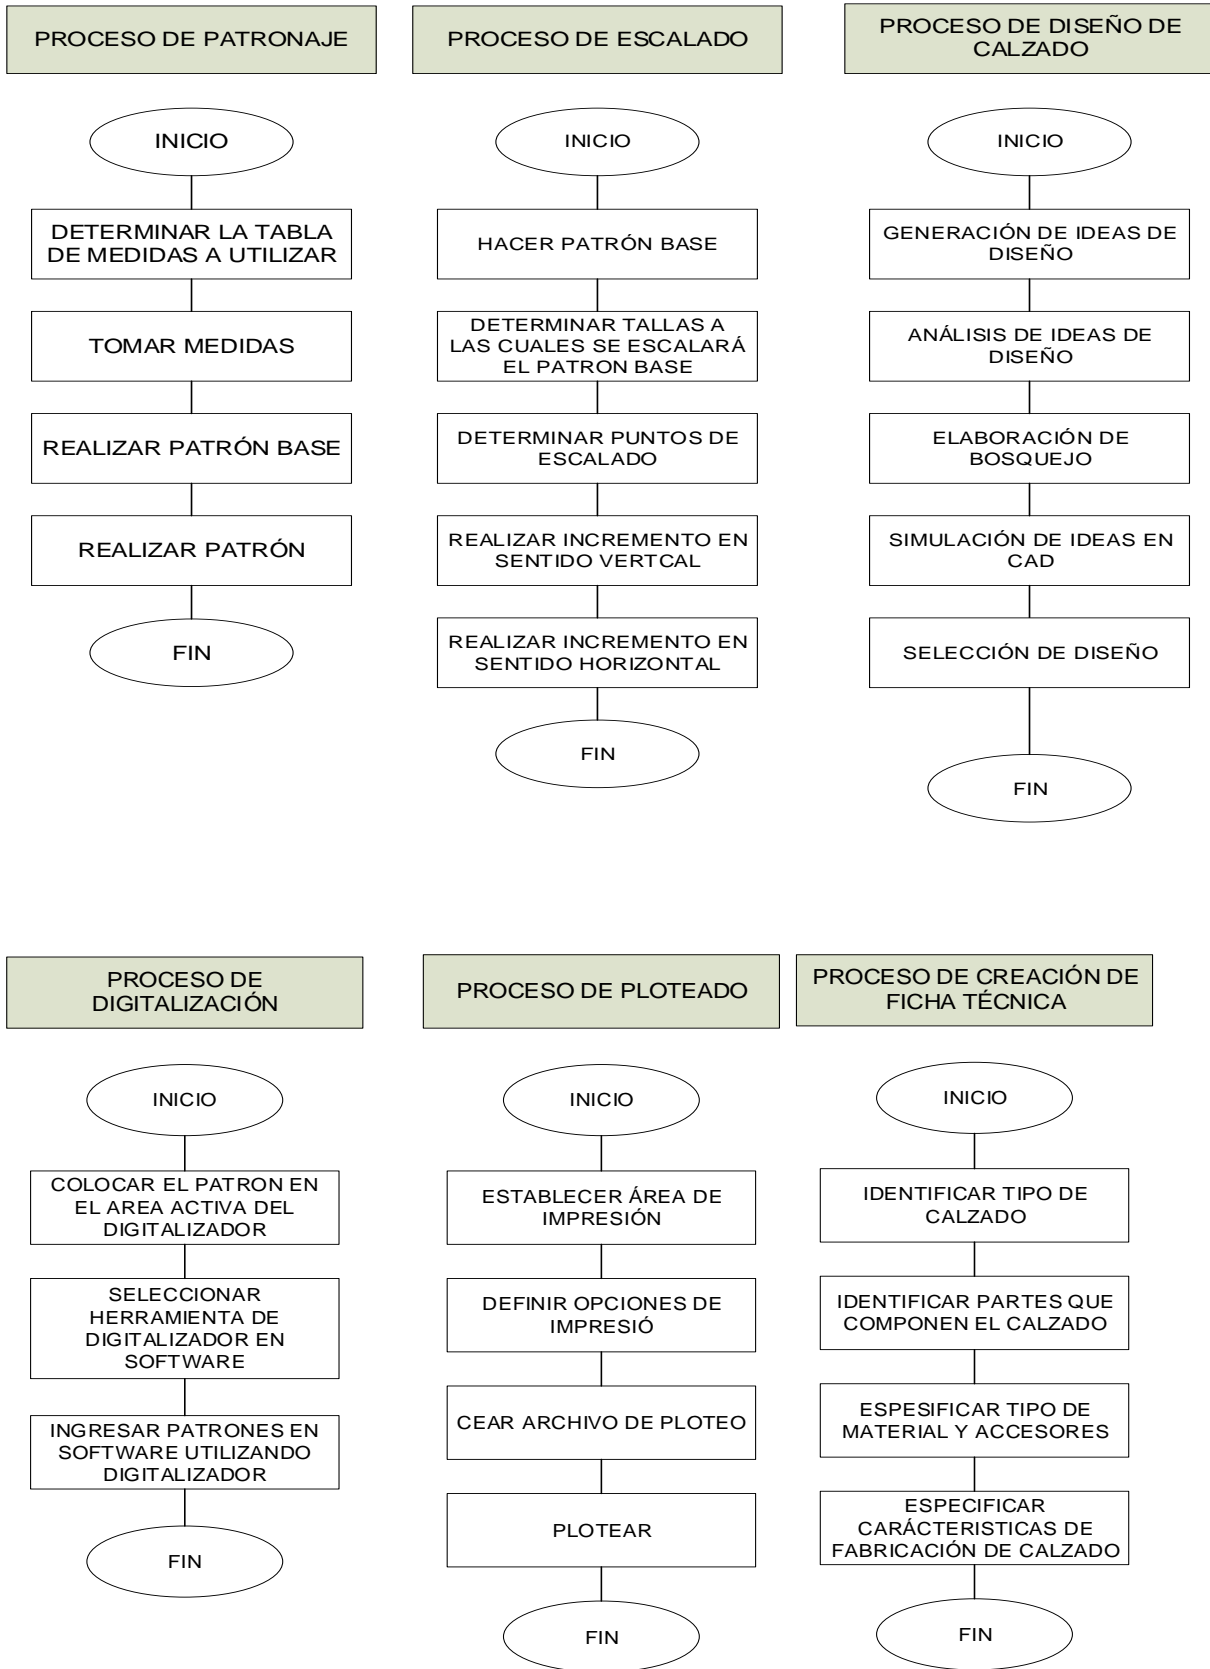 PROCESO DE PATRONAJE
INICIO
DETERMINAR LA TABLA
DE MEDIDAS A UTILIZAR
TOMAR MEDIDAS
REALIZAR PATRÓN BASE
REALIZAR PATRÓN
FIN
PROCESO DE ESCALADO
INICIO
HACER PATRÓN BASE
DETERMINAR TALLAS A
LAS CUALES SE ESCALARÁ
EL PATRON BASE
DETERMINAR PUNTOS DE
ESCALADO
REALIZAR INCREMENTO EN
SENTIDO VERTCAL
REALIZAR INCREMENTO EN
SENTIDO HORIZONTAL
FIN
PROCESO DE DISEÑO DE
CALZADO
INICIO
GENERACIÓN DE IDEAS DE
DISEÑO
ANÁLISIS DE IDEAS DE
DISEÑO
ELABORACIÓN DE
BOSQUEJO
SIMULACIÓN DE IDEAS EN
CAD
SELECCIÓN DE DISEÑO
FIN
PROCESO DE
DIGITALIZACIÓN
INICIO
COLOCAR EL PATRON EN
EL AREA ACTIVA DEL
DIGITALIZADOR
SELECCIONAR
HERRAMIENTA DE
DIGITALIZADOR EN
SOFTWARE
INGRESAR PATRONES EN
SOFTWARE UTILIZANDO
DIGITALIZADOR
FIN
PROCESO DE PLOTEADO
INICIO
ESTABLECER ÁREA DE
IMPRESIÓN
DEFINIR OPCIONES DE
IMPRESIÓ
CEAR ARCHIVO DE PLOTEO
PLOTEAR
FIN
PROCESO DE CREACIÓN DE
FICHA TÉCNICA
INICIO
IDENTIFICAR TIPO DE
CALZADO
IDENTIFICAR PARTES QUE
COMPONEN EL CALZADO
ESPESIFICAR TIPO DE
MATERIAL Y ACCESORES
ESPECIFICAR
CARÁCTERISTICAS DE
FABRICACIÓN DE CALZADO
FIN